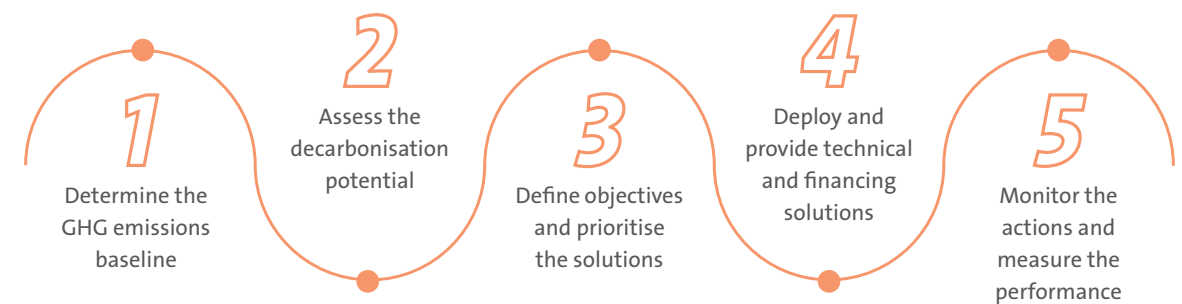 1
Determine the
GHG emissions
baseline
2
Assess the
decarbonisation
potential
3
Define objectives
and prioritise
the solutions
4
Deploy and
provide technical
and financing
solutions
5
Monitor the
actions and
measure the
performance